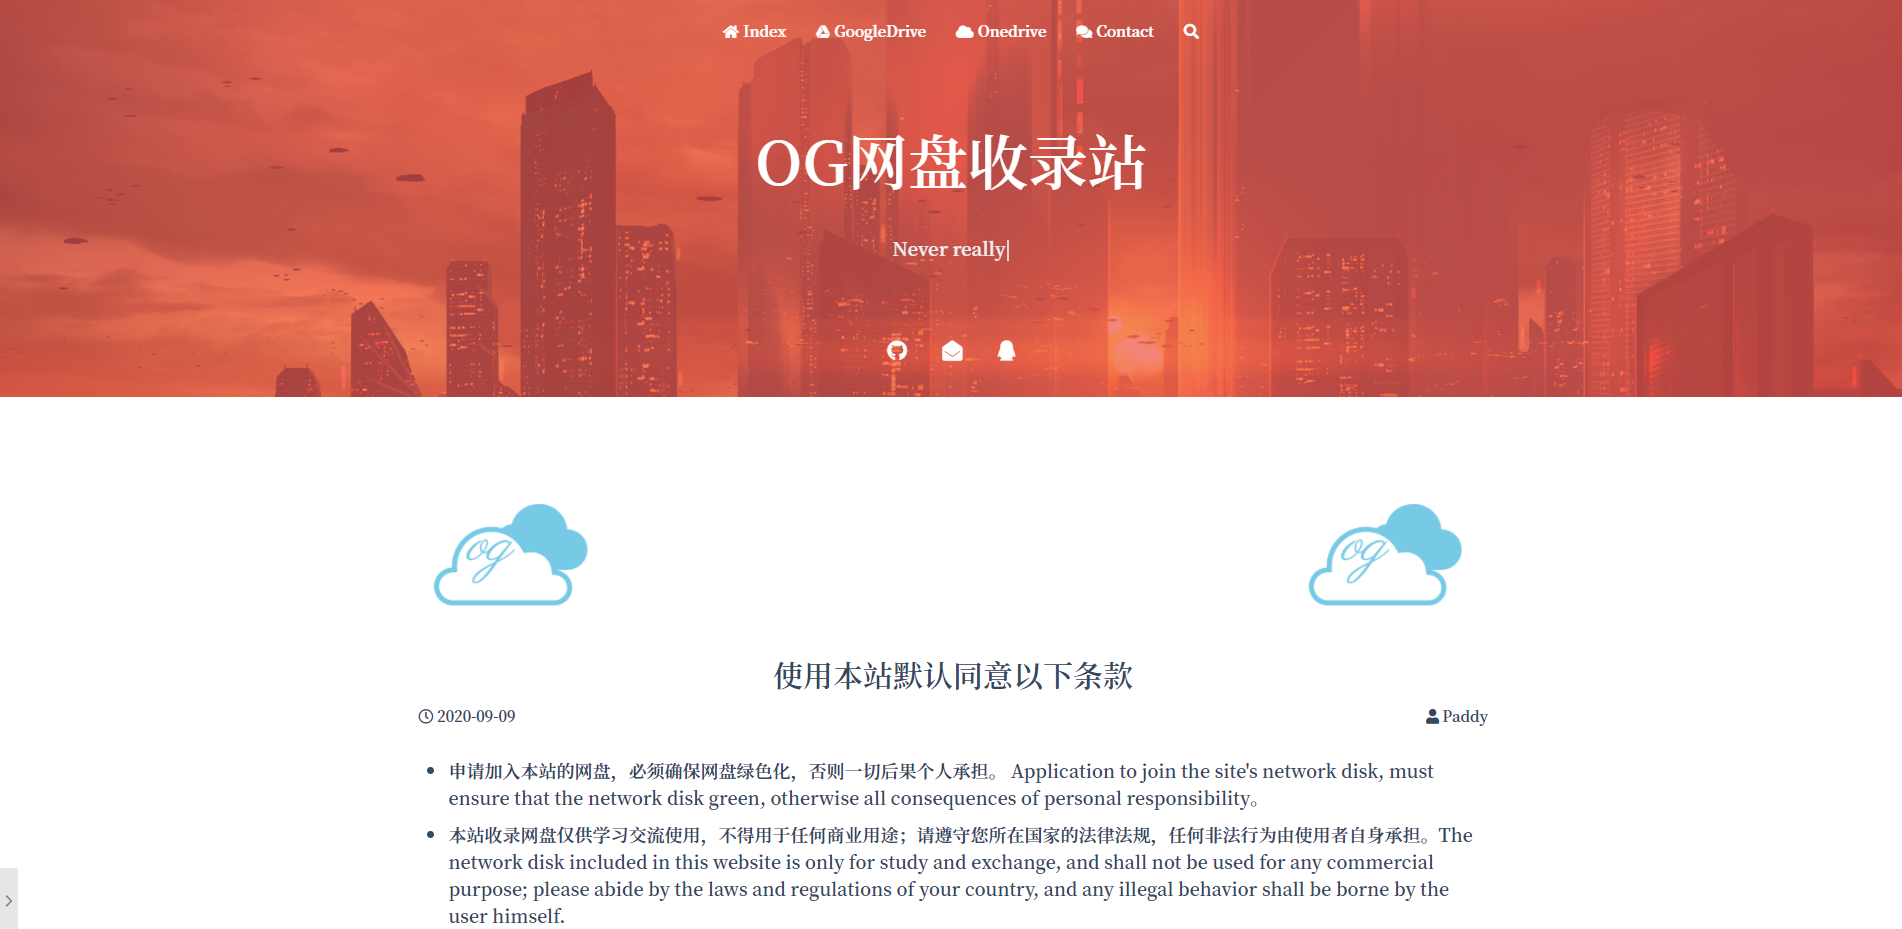 Index GoogleDrive Onedrive Contact
OG网盘收录站
Never really|
og og
使用本站默认同意以下条款
2020-09-09 Paddy
申请加入本站的网盘，必须确保网盘绿色化，否则一切后果个人承担。 Application to join the site's network disk, must
ensure that the network disk green, otherwise all consequences of personal responsibility。
本站收录网盘仅供学习交流使用，不得用于任何商业用途；请遵守您所在国家的法律法规，任何非法行为由使用者自身承担。The
network disk included in this website is only for study and exchange, and shall not be used for any commercial
purpose; please abide by the laws and regulations of your country, and any illegal behavior shall be borne by the
user himself.